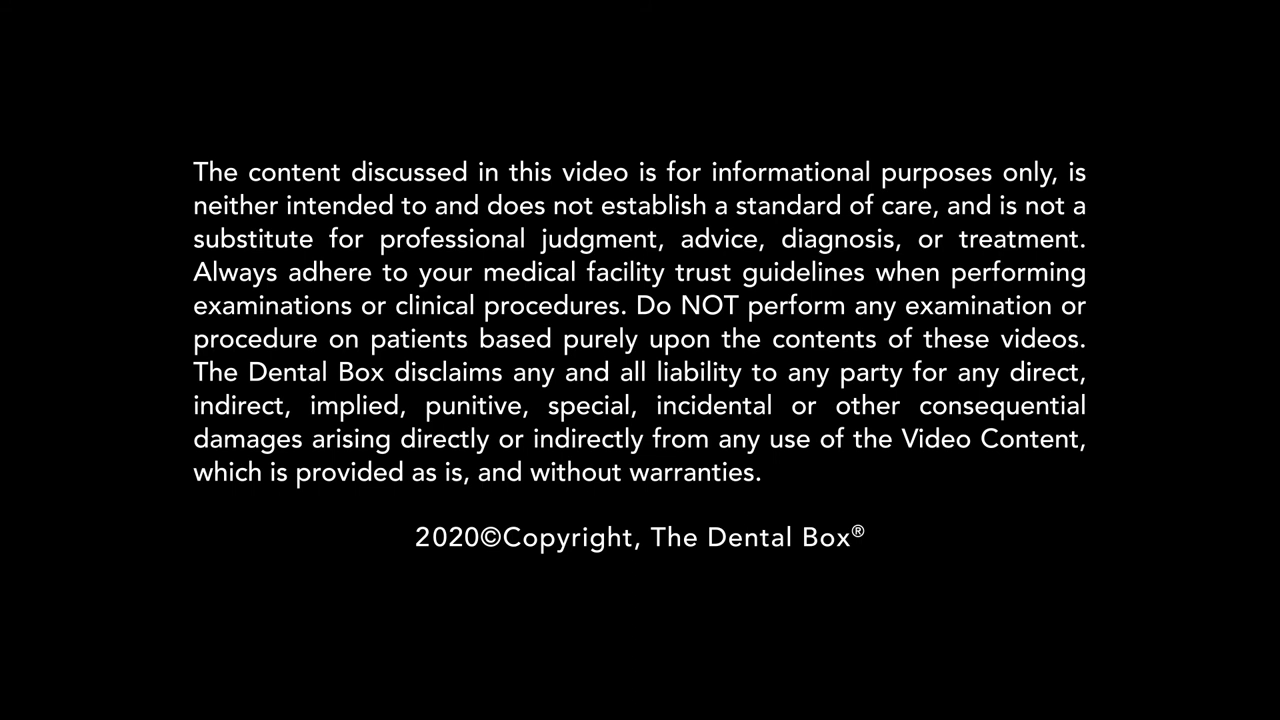 The content discussed in this video is for informational purposes only, is
neither intended to and does not establish a standard of care, and is not a
substitute for professional judgment, advice, diagnosis, or treatment.
Always adhere to your medical facility trust guidelines when performing
examinations or clinical procedures. Do NOT perform any examination or
procedure on patients based purely upon the contents of these videos.
The Dental Box disclaims any and all liability to any party for any direct,
indirect, implied, punitive, special, incidental or other consequential
damages arising directly or indirectly from any use of the Video Content,
which is provided as is, and without warranties.
2020©Copyright, The Dental Box®